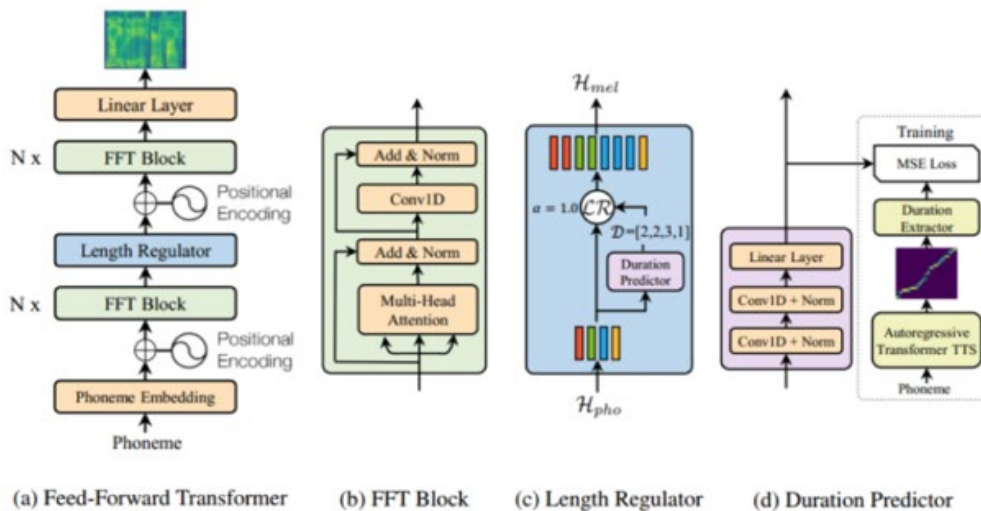 Linear Layer
N x
FFT Block
Positional
Encoding
Length Regulator
N x
FFT Block
Positional
Encoding
Phoneme Embedding
Phoneme
(a) Feed-Forward Transformer
Add & Norm
Conv1D
Add & Norm
Multi-Head
Attention
(b) FFT Block
ℋmel
α = 1.0
ℒℛ
𝒟=[2,2,3,1]
Duration
Predictor
ℋpho
(c) Length Regulator
Linear Layer
Conv1D + Norm
Conv1D + Norm
Training
MSE Loss
Duration
Extractor
Autoregressive
Transformer TTS
Phoneme
(d) Duration Predictor